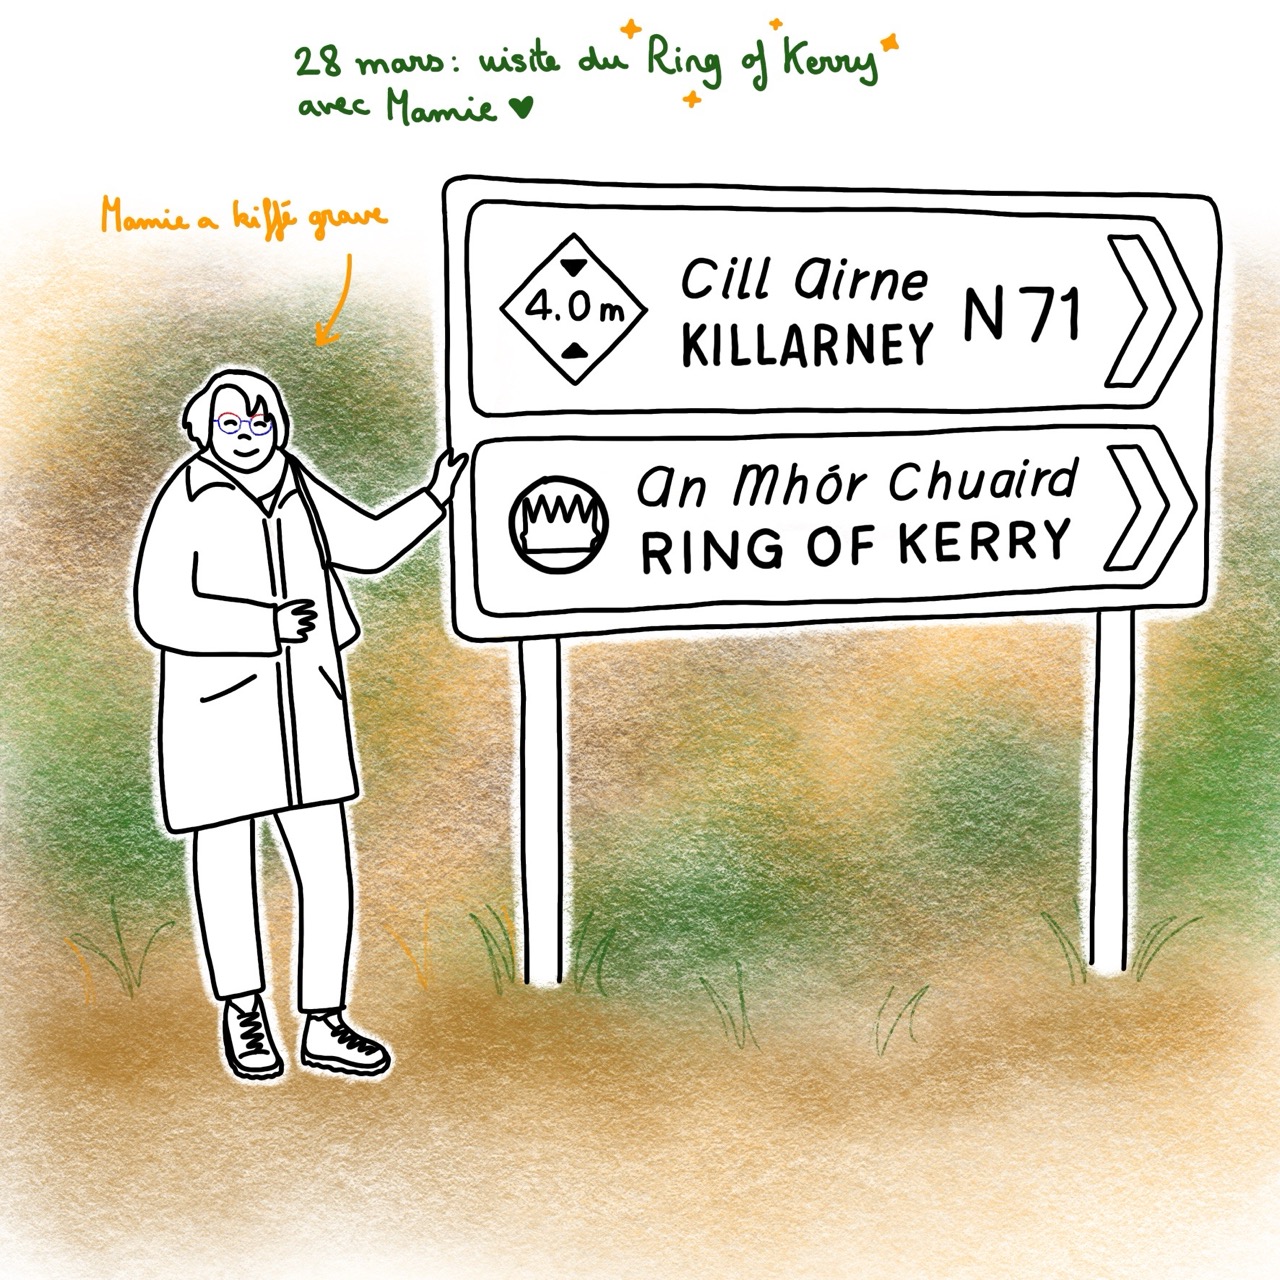 28 mars : visite du Ring of Kerry
avec Mamie ♥
Mamie a kiffé grave
4.0 m
Cill Airne
KILLARNEY
N71
An Mhór Chuaird
RING OF KERRY